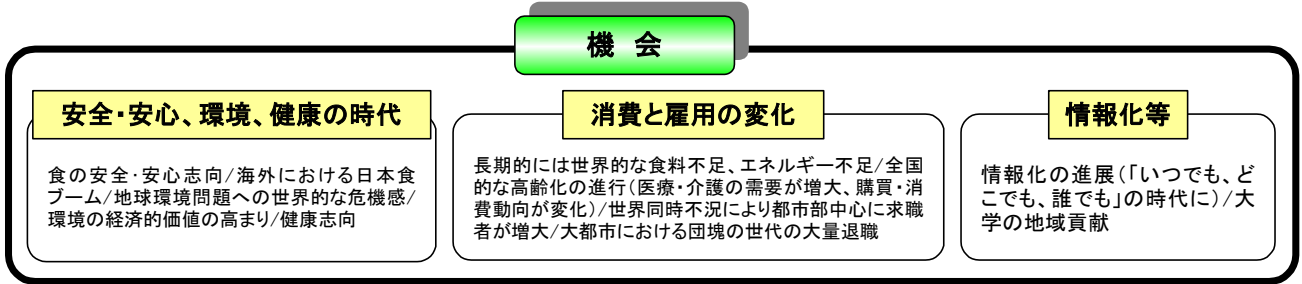 機 会
安全・安心、環境、健康の時代
食の安全・安心志向/海外における日本食
ブーム/地球環境問題への世界的な危機感/
環境の経済的価値の高まり/健康志向
消費と雇用の変化
長期的には世界的な食料不足、エネルギー不足/全国
的な高齢化の進行(医療・介護の需要が増大、購買・消
費動向が変化)/世界同時不況により都市部中心に求職
者が増大/大都市における団塊の世代の大量退職
情報化等
情報化の進展(「いつでも、ど
こでも、誰でも」の時代に)/大
学の地域貢献